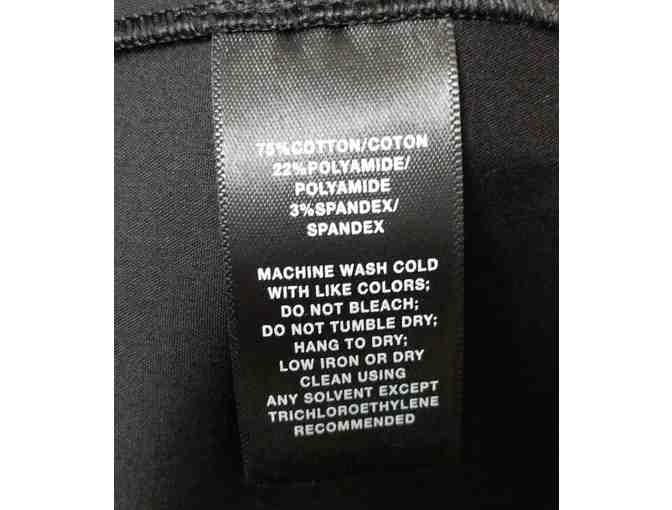 75%COTTON/COTON
22%POLYAMIDE/
POLYAMIDE
3%SPANDEX/
SPANDEX
MACHINE WASH COLD
WITH LIKE COLORS;
DO NOT BLEACH;
DO NOT TUMBLE DRY;
HANG TO DRY;
LOW IRON OR DRY
CLEAN USING
ANY SOLVENT EXCEPT
TRICHLOROETHYLENE
RECOMMENDED